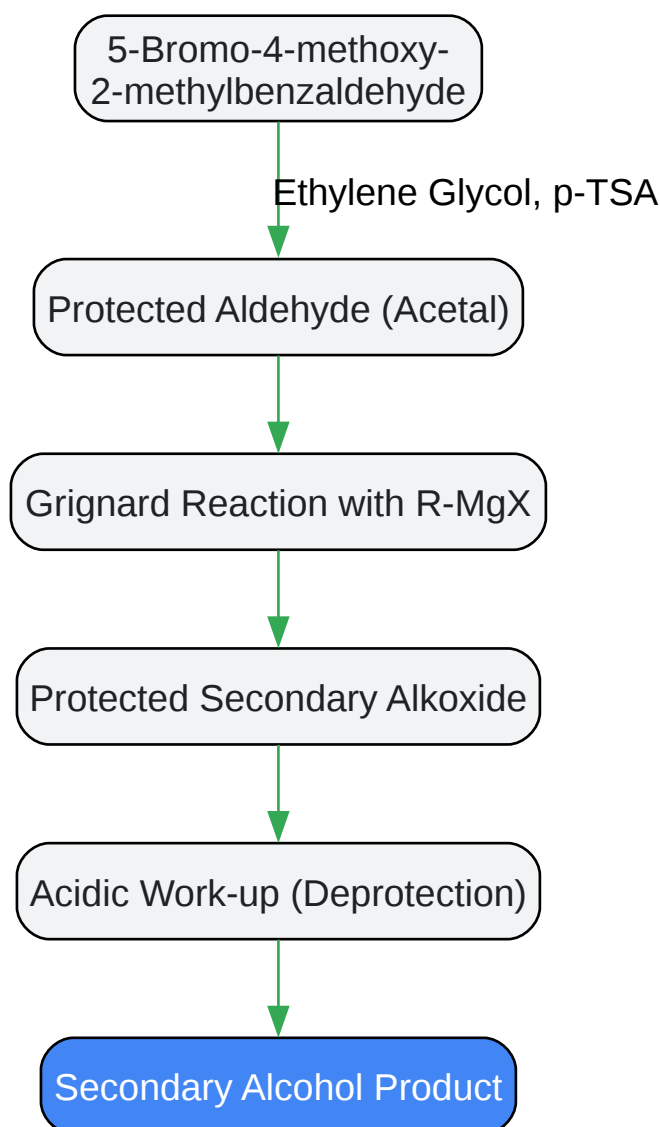 5-Bromo-4-methoxy-
2-methylbenzaldehyde
Ethylene Glycol, p-TSA
Protected Aldehyde (Acetal)
Grignard Reaction with R-MgX
Protected Secondary Alkoxide
Acidic Work-up (Deprotection)
Secondary Alcohol Product